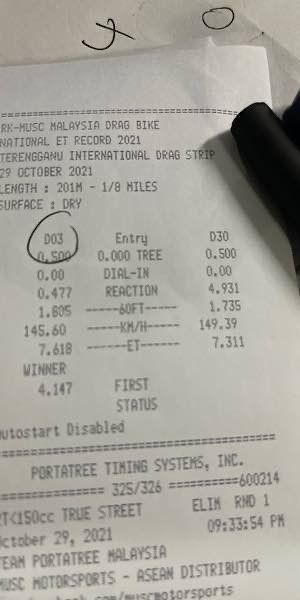 RK-MUSC MALAYSIA DRAG BIKE
NATIONAL ET RECORD 2021
TERENGGANU INTERNATIONAL DRAG STRIP
29 OCTOBER 2021
LENGTH : 201M - 1/8 MILES
SURFACE : DRY
D03 Entry D30
0.500 0.000 TREE 0.500
0.00 DIAL-IN 0.00
0.477 REACTION 4.931
1.605 -----60FT----- 1.735
145.60 ------KM/H----- 149.39
7.618 ------ET------ 7.311
WINNER
4.147 FIRST
STATUS
utostart Disabled
PORTATREE TIMING SYSTEMS, INC.
========= 325/326 ==========600214
T<150cc TRUE STREET ELIM RND 1
ctober 29, 2021 09:33:54 PM
EAM PORTATREE MALAYSIA
MUSC MOTORSPORTS - ASEAN DISTRIBUTOR
book.com/muscmotorsports